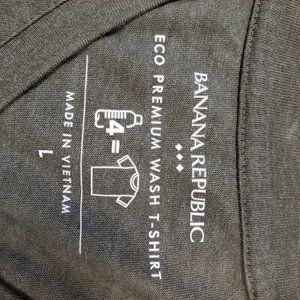 BANANA REPUBLIC
ECO PREMIUM WASH T-SHIRT
4=
MADE IN VIETNAM
L